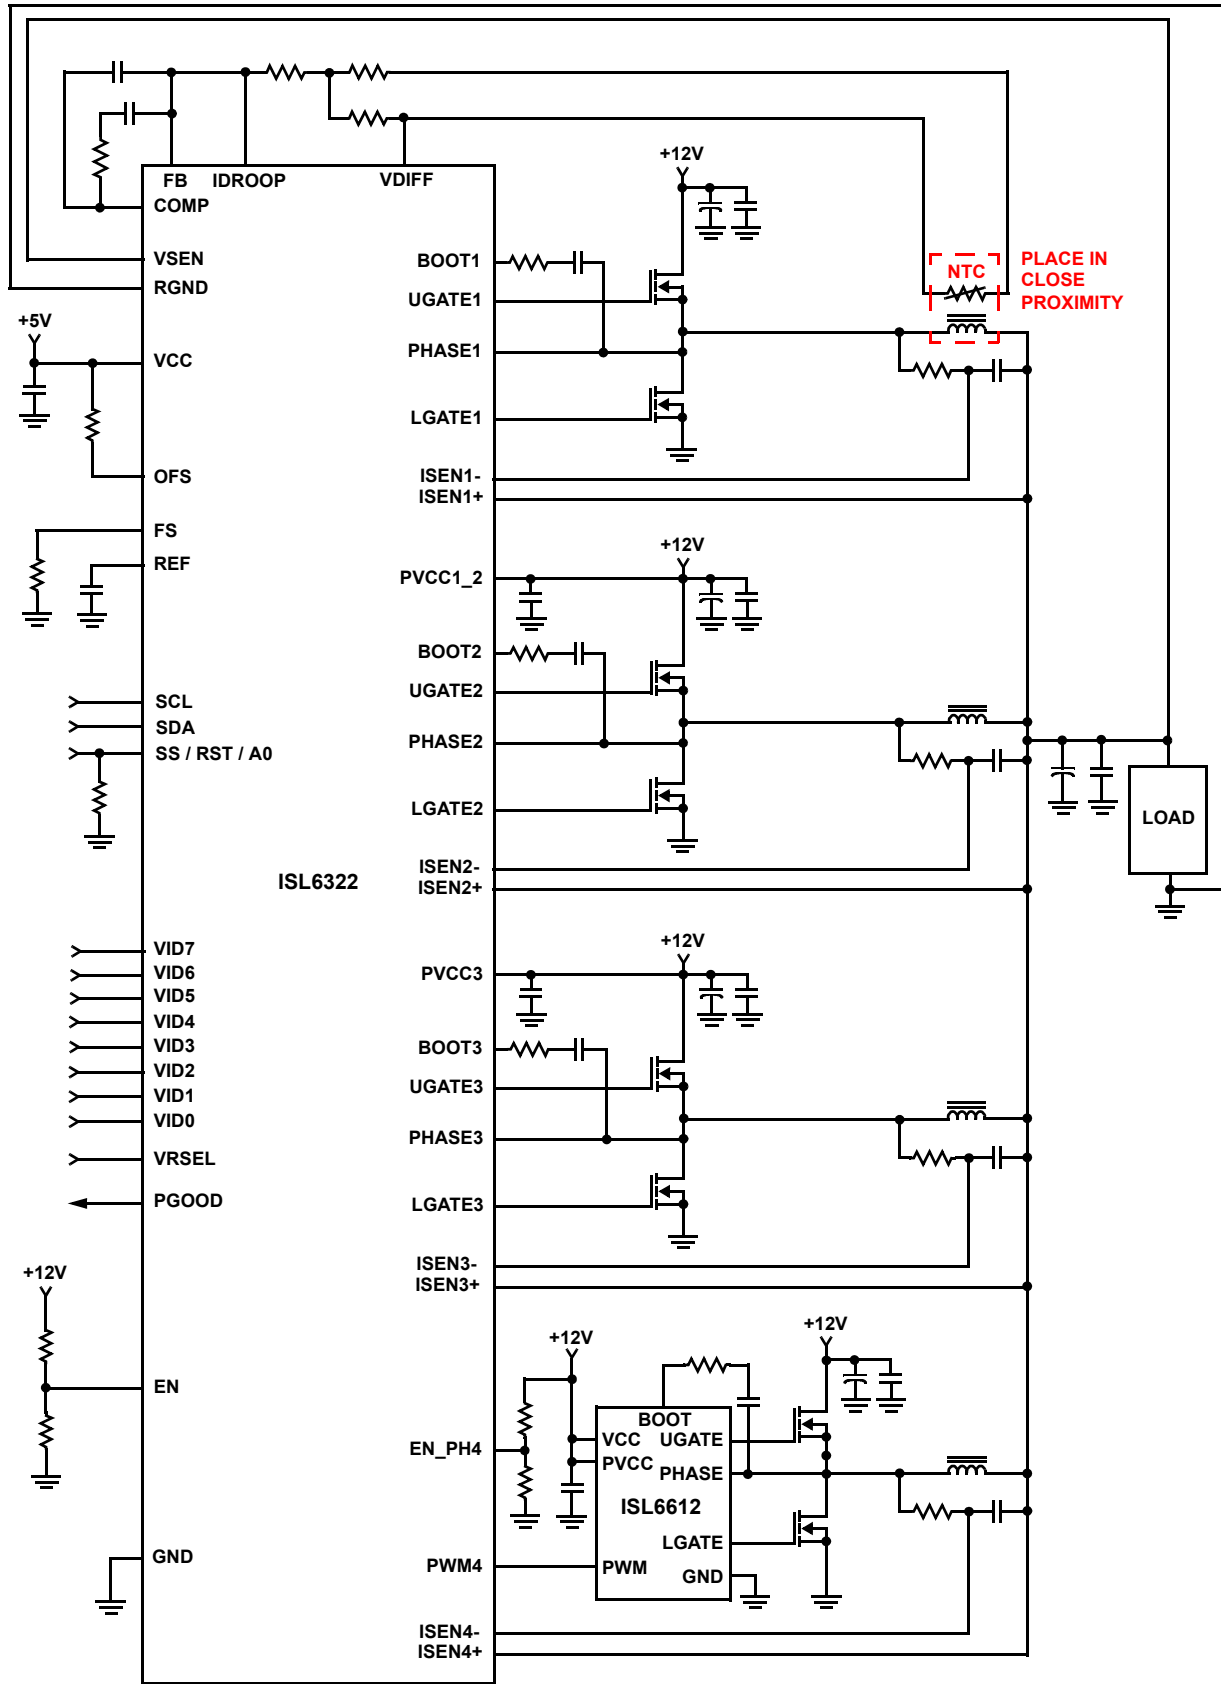 +12V
FB IDROOP VDIFF
COMP
VSEN
RGND
+5V
VCC
OFS
FS
REF
SCL
SDA
SS / RST / A0
ISL6322
VID7
VID6
VID5
VID4
VID3
VID2
VID1
VID0
VRSEL
PGOOD
+12V
EN
GND
BOOT1
UGATE1
PHASE1
LGATE1
ISEN1-
ISEN1+
NTC
PLACE IN
CLOSE
PROXIMITY
+12V
PVCC1_2
BOOT2
UGATE2
PHASE2
LGATE2
ISEN2-
ISEN2+
LOAD
+12V
PVCC3
BOOT3
UGATE3
PHASE3
LGATE3
ISEN3-
ISEN3+
+12V
+12V
EN_PH4
PWM4
BOOT
VCC
UGATE
PVCC
PHASE
ISL6612
LGATE
PWM
GND
ISEN4-
ISEN4+